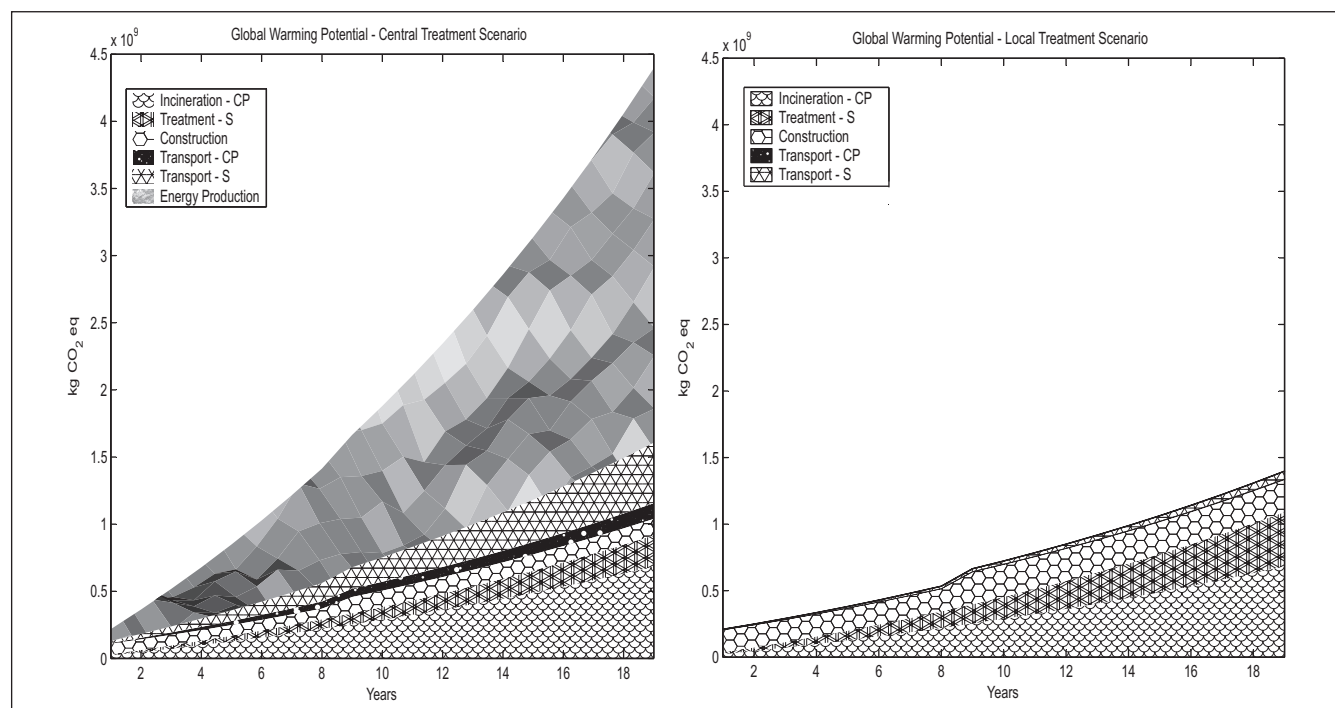 Global Warming Potential - Central Treatment Scenario
x 10⁹
4.5
4
3.5
3
2.5
2
1.5
1
0.5
0
kg CO₂ eq
Incineration - CP
Treatment - S
Construction
Transport - CP
Transport - S
Energy Production
2 4 6 8 10 12 14 16 18
Years
Global Warming Potential - Local Treatment Scenario
x 10⁹
4.5
4
3.5
3
2.5
2
1.5
1
0.5
0
kg CO₂ eq
Incineration - CP
Treatment - S
Construction
Transport - CP
Transport - S
2 4 6 8 10 12 14 16 18
Years